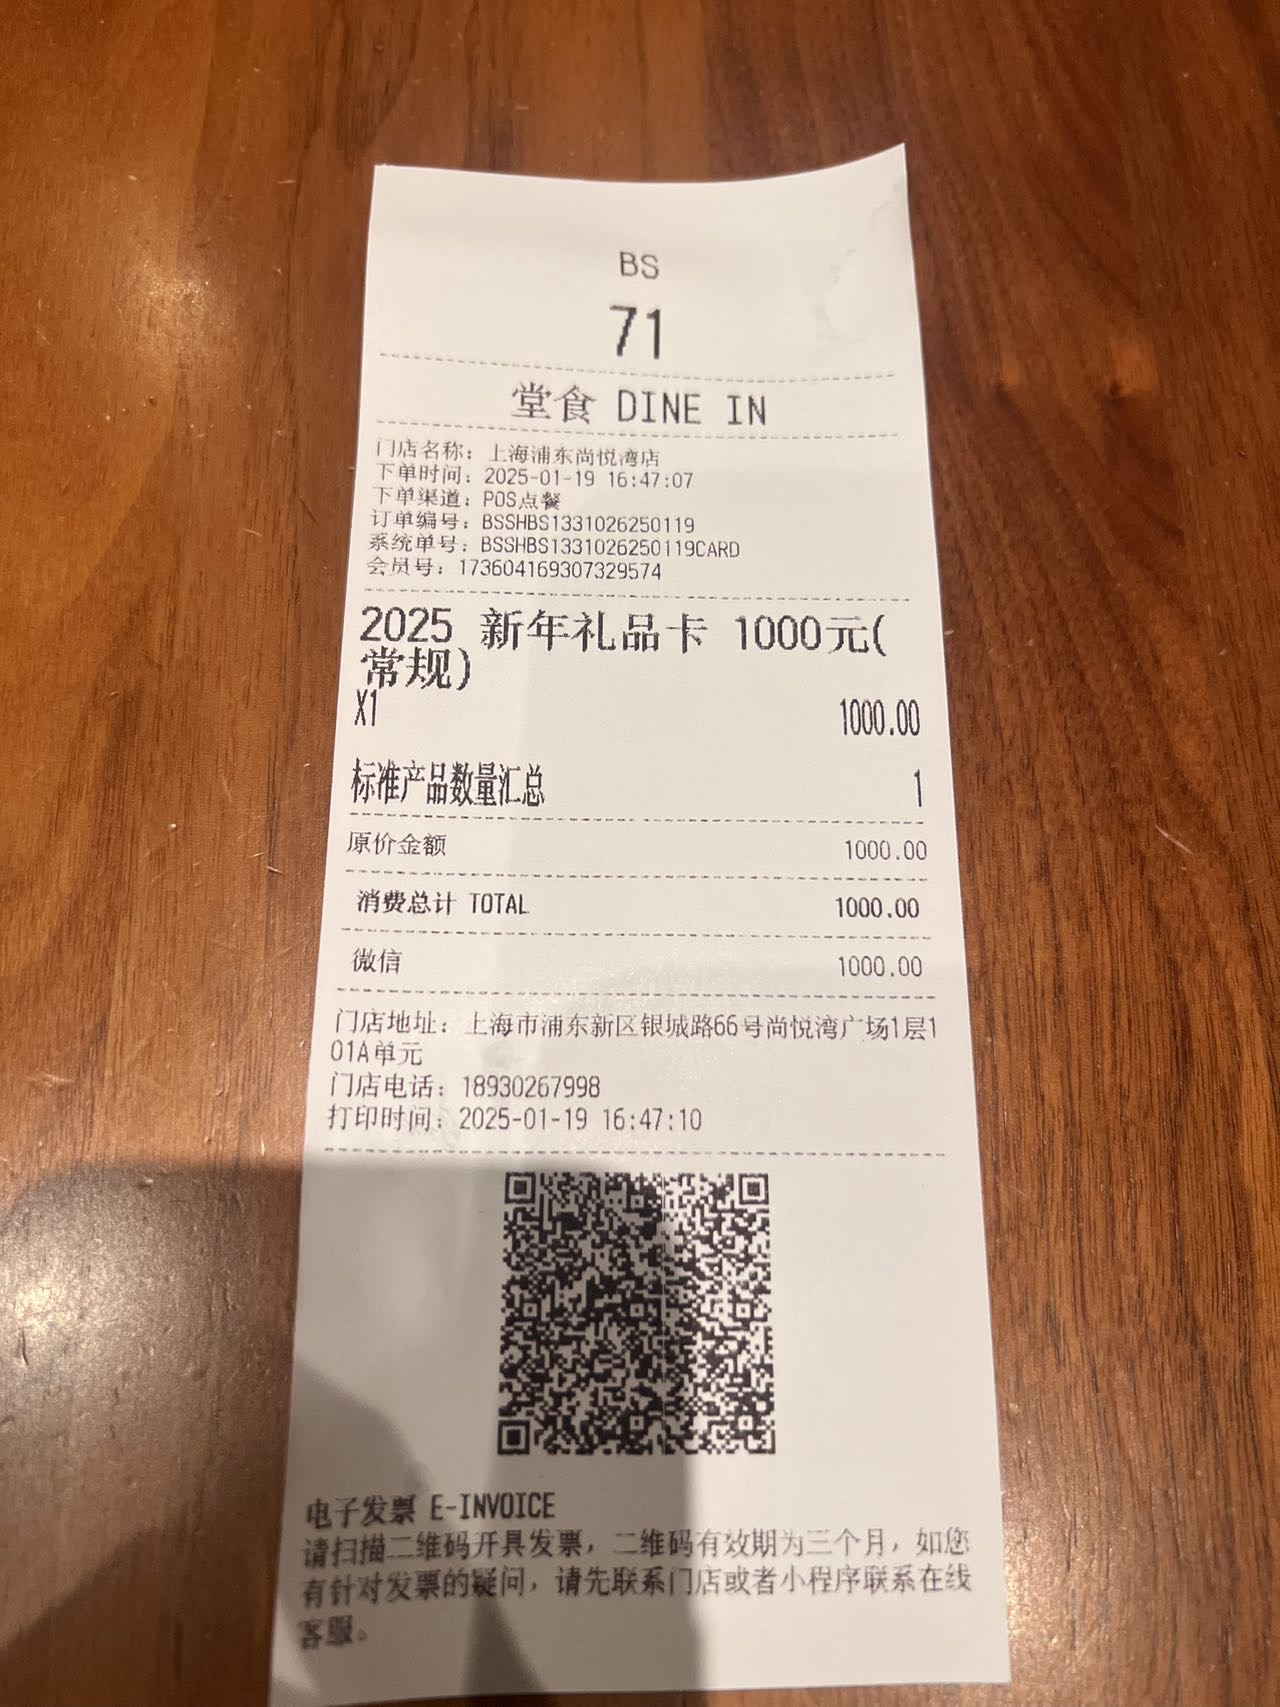 BS
71
堂食 DINE IN
门店名称：上海浦东尚悦湾店
下单时间：2025-01-19 16:47:07
下单渠道：POS点餐
订单编号：BSSHBS1331026250119
系统单号：BSSHBS1331026250119CARD
会员号：173604169307329574
2025 新年礼品卡 1000元(
常规)
X1 1000.00
标准产品数量汇总 1
原价金额 1000.00
消费总计 TOTAL 1000.00
微信 1000.00
门店地址：上海市浦东新区银城路66号尚悦湾广场1层1
01A单元
门店电话：18930267998
打印时间：2025-01-19 16:47:10
电子发票 E-INVOICE
请扫描二维码开具发票，二维码有效期为三个月，如您
有针对发票的疑问，请先联系门店或者小程序联系在线
客服。